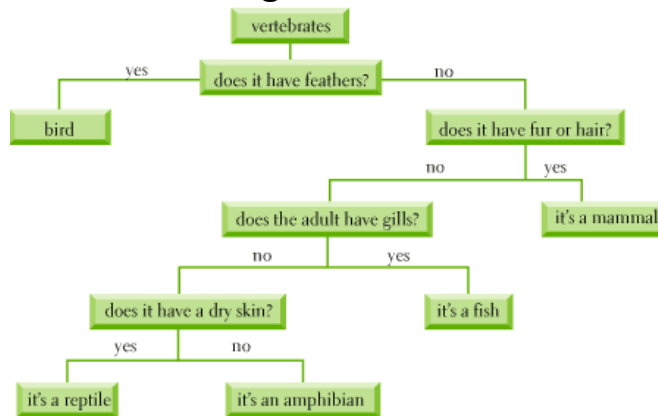 vertebrates
yes
does it have feathers?
no
bird
does it have fur or hair?
no
yes
does the adult have gills?
it's a mammal
no
yes
does it have a dry skin?
it's a fish
yes
no
it's a reptile
it's an amphibian